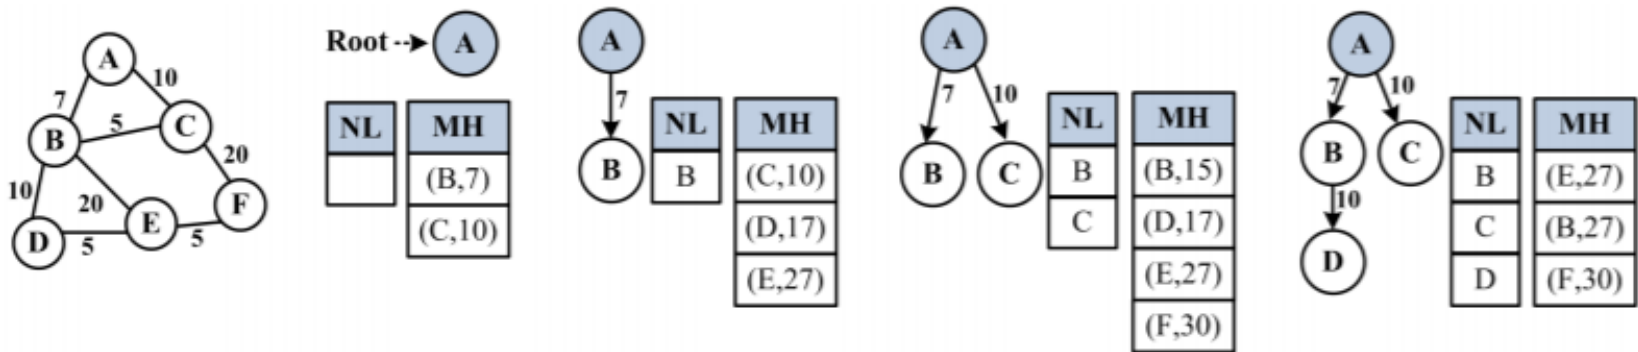 A
7
10
B
5
C
20
10
20
D
5
E
5
F
Root
A
NL
MH
(B,7)
(C,10)
A
7
B
NL
MH
B
(C,10)
(D,17)
(E,27)
A
7
10
B
C
NL
MH
B
(B,15)
C
(D,17)
(E,27)
(F,30)
A
7
10
B
C
10
D
NL
MH
B
(E,27)
C
(B,27)
D
(F,30)